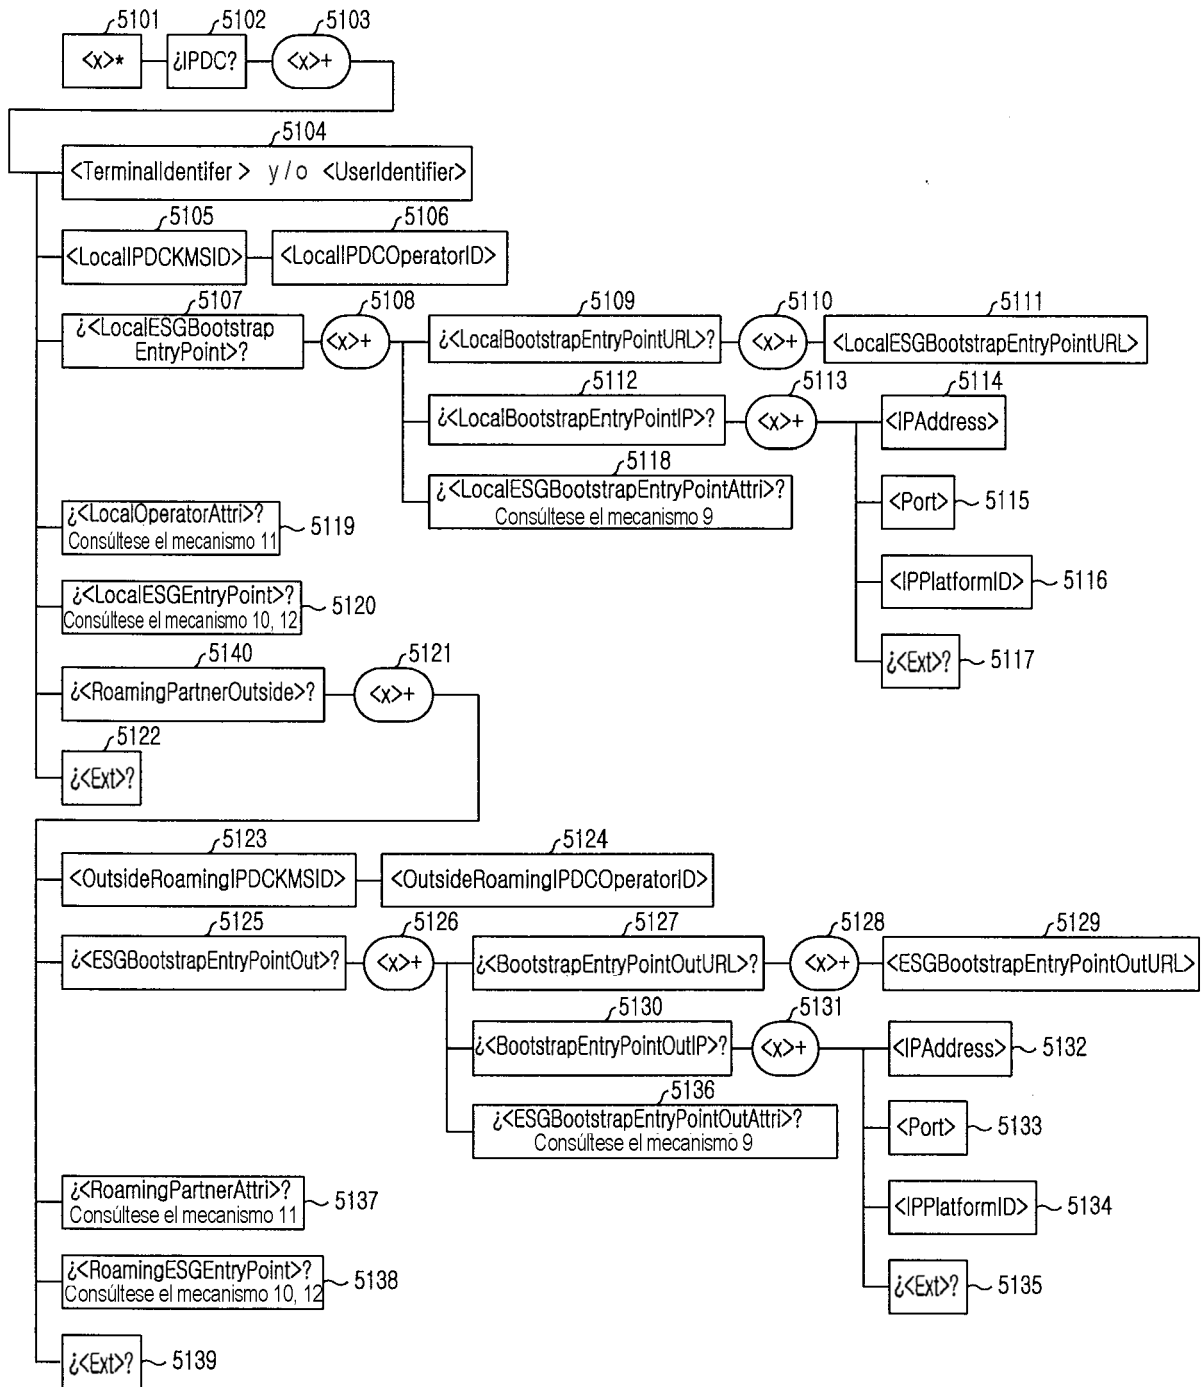 5101 5102 5103
<x>* ¿IPDC? <x>+
5104
<TerminalIdentifer > y / o <UserIdentifier>
5105 5106
<LocalIPDCKMSID> <LocalIPDCOperatorID>
5107 5108 5109 5110 5111
¿<LocalESGBootstrap
EntryPoint>?
<x>+ ¿<LocalBootstrapEntryPointURL>? <x>+ <LocalESGBootstrapEntryPointURL>
5112 5113 5114
¿<LocalBootstrapEntryPointIP>? <x>+ <IPAddress>
5118
¿<LocalESGBootstrapEntryPointAttri>?
Consúltese el mecanismo 9
<Port> 5115
¿<LocalOperatorAttri>?
Consúltese el mecanismo 11
5119
<IPPlatformID> 5116
¿<LocalESGEntryPoint>?
Consúltese el mecanismo 10, 12
5120
5140 5121
¿<RoamingPartnerOutside>? <x>+
¿<Ext>? 5117
5122
¿<Ext>?
5123 5124
<OutsideRoamingIPDCKMSID> <OutsideRoamingIPDCOperatorID>
5125 5126 5127 5128 5129
¿<ESGBootstrapEntryPointOut>? <x>+ ¿<BootstrapEntryPointOutURL>? <x>+ <ESGBootstrapEntryPointOutURL>
5130 5131
¿<BootstrapEntryPointOutIP>? <x>+ <IPAddress> 5132
5136
¿<ESGBootstrapEntryPointOutAttri>?
Consúltese el mecanismo 9
<Port> 5133
¿<RoamingPartnerAttri>?
Consúltese el mecanismo 11
5137
<IPPlatformID> 5134
¿<RoamingESGEntryPoint>?
Consúltese el mecanismo 10, 12
5138
¿<Ext>? 5135
¿<Ext>? 5139